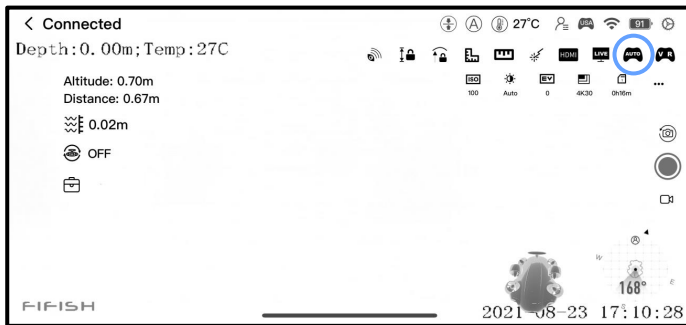 Connected
A
27°C
USA
91
Depth:0.00m;Temp:27C
HDMI
LIVE
AUTO
V R
Altitude: 0.70m
Distance: 0.67m
ISO
EV
100
Auto
0
4K30
0h16m
0.02m
OFF
A
W
E
S
168°
FIFISH
2021-08-23 17:10:28